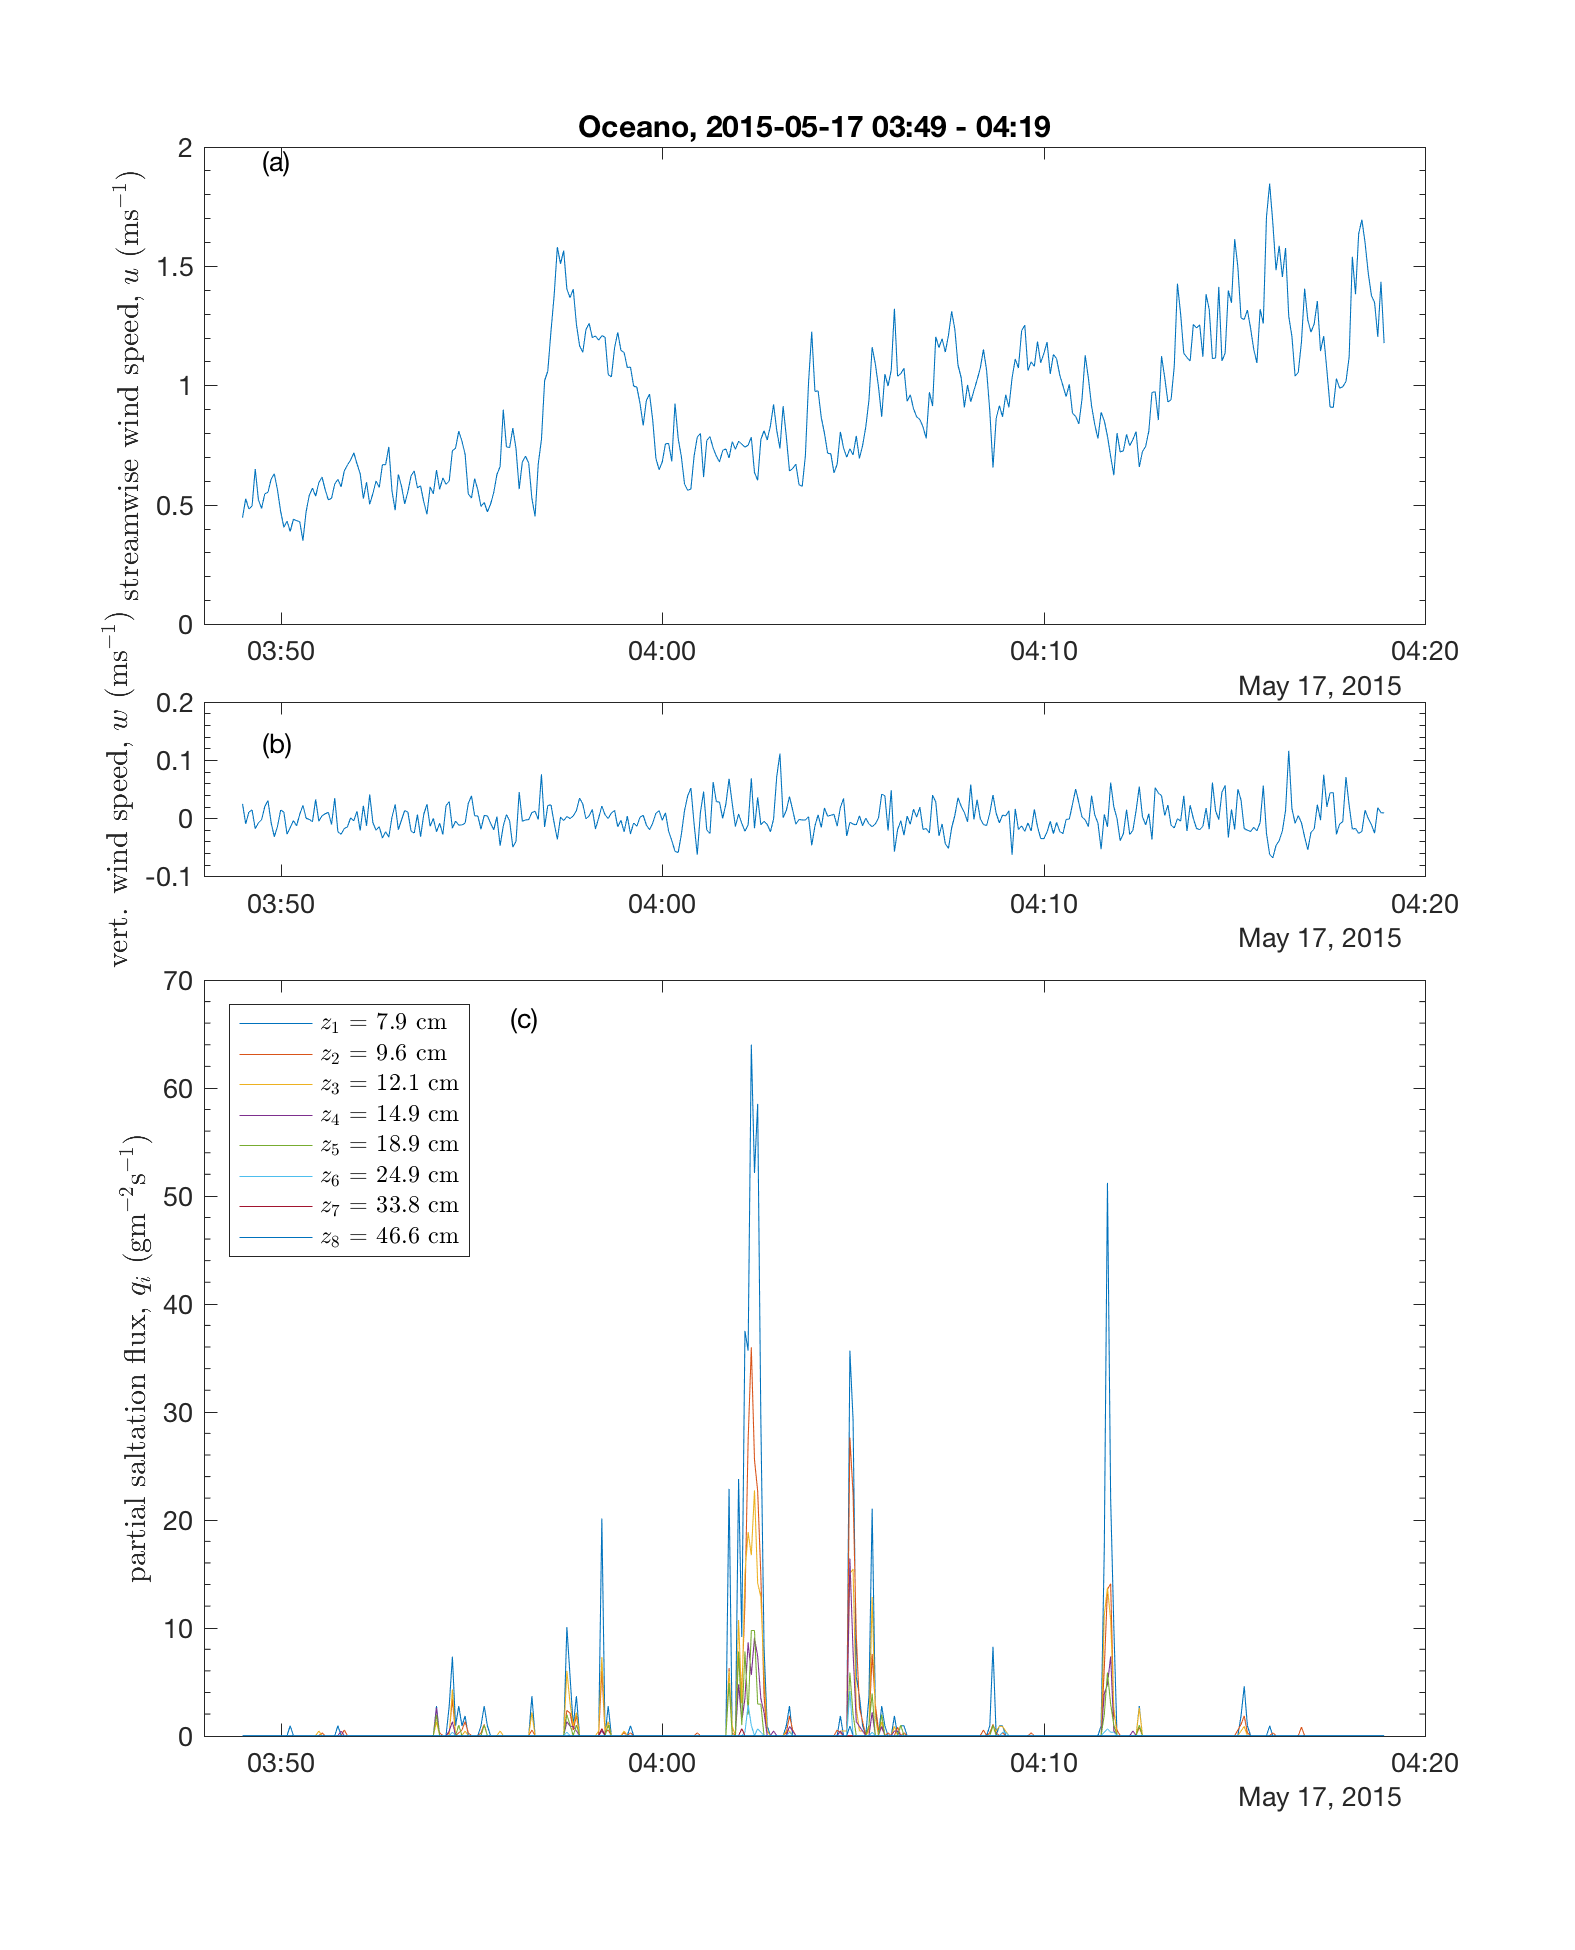 Oceano, 2015-05-17 03:49 - 04:19
(a)
streamwise wind speed, u (ms⁻¹)
2
1.5
1
0.5
0
03:50 04:00 04:10 04:20
May 17, 2015
(b)
vert. wind speed, w (ms⁻¹)
0.2
0.1
0
-0.1
03:50 04:00 04:10 04:20
May 17, 2015
(c)
partial saltation flux, qᵢ (gm⁻²s⁻¹)
70
60
50
40
30
20
10
0
z₁ = 7.9 cm
z₂ = 9.6 cm
z₃ = 12.1 cm
z₄ = 14.9 cm
z₅ = 18.9 cm
z₆ = 24.9 cm
z₇ = 33.8 cm
z₈ = 46.6 cm
03:50 04:00 04:10 04:20
May 17, 2015